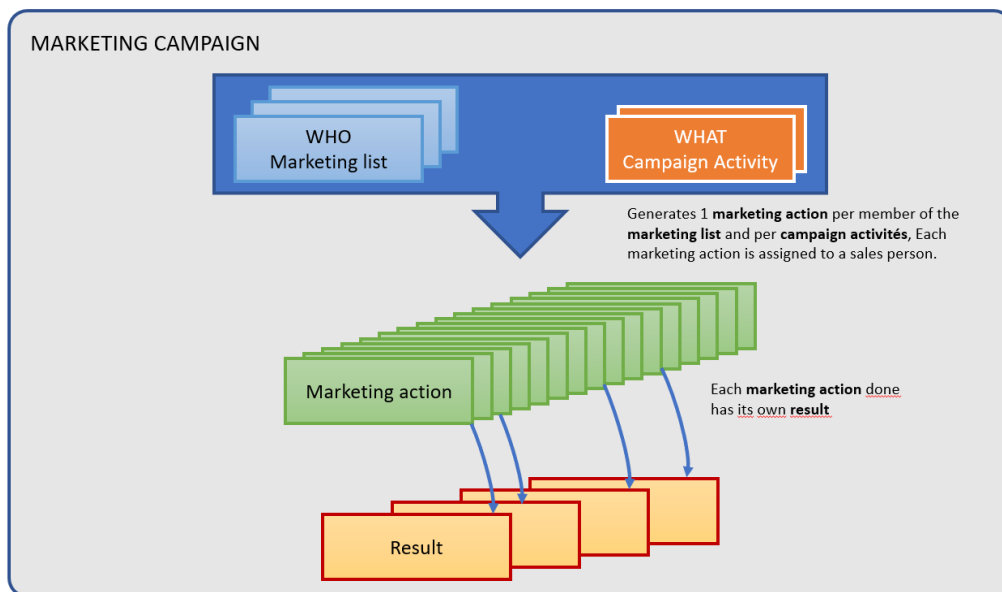 MARKETING CAMPAIGN
WHO
Marketing list
WHAT
Campaign Activity
Generates 1 marketing action per member of the
marketing list and per campaign activités, Each
marketing action is assigned to a sales person.
Marketing action
Each marketing action done
has its own result
Result